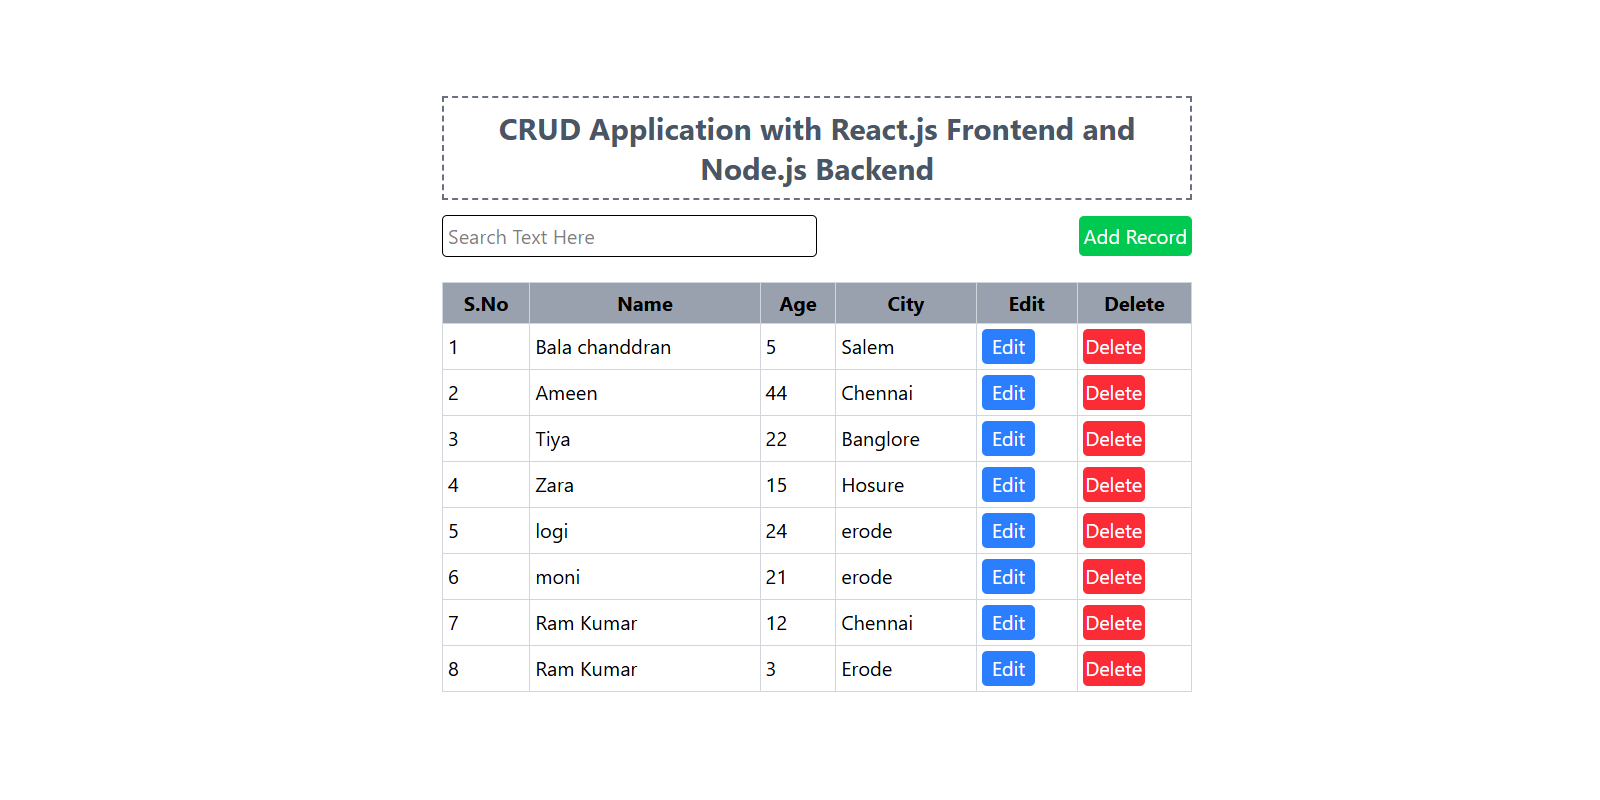 CRUD Application with React.js Frontend and
Node.js Backend
Search Text Here
Add Record
S.No Name Age City Edit Delete
1 Bala chanddran 5 Salem Edit Delete
2 Ameen 44 Chennai Edit Delete
3 Tiya 22 Banglore Edit Delete
4 Zara 15 Hosure Edit Delete
5 logi 24 erode Edit Delete
6 moni 21 erode Edit Delete
7 Ram Kumar 12 Chennai Edit Delete
8 Ram Kumar 3 Erode Edit Delete